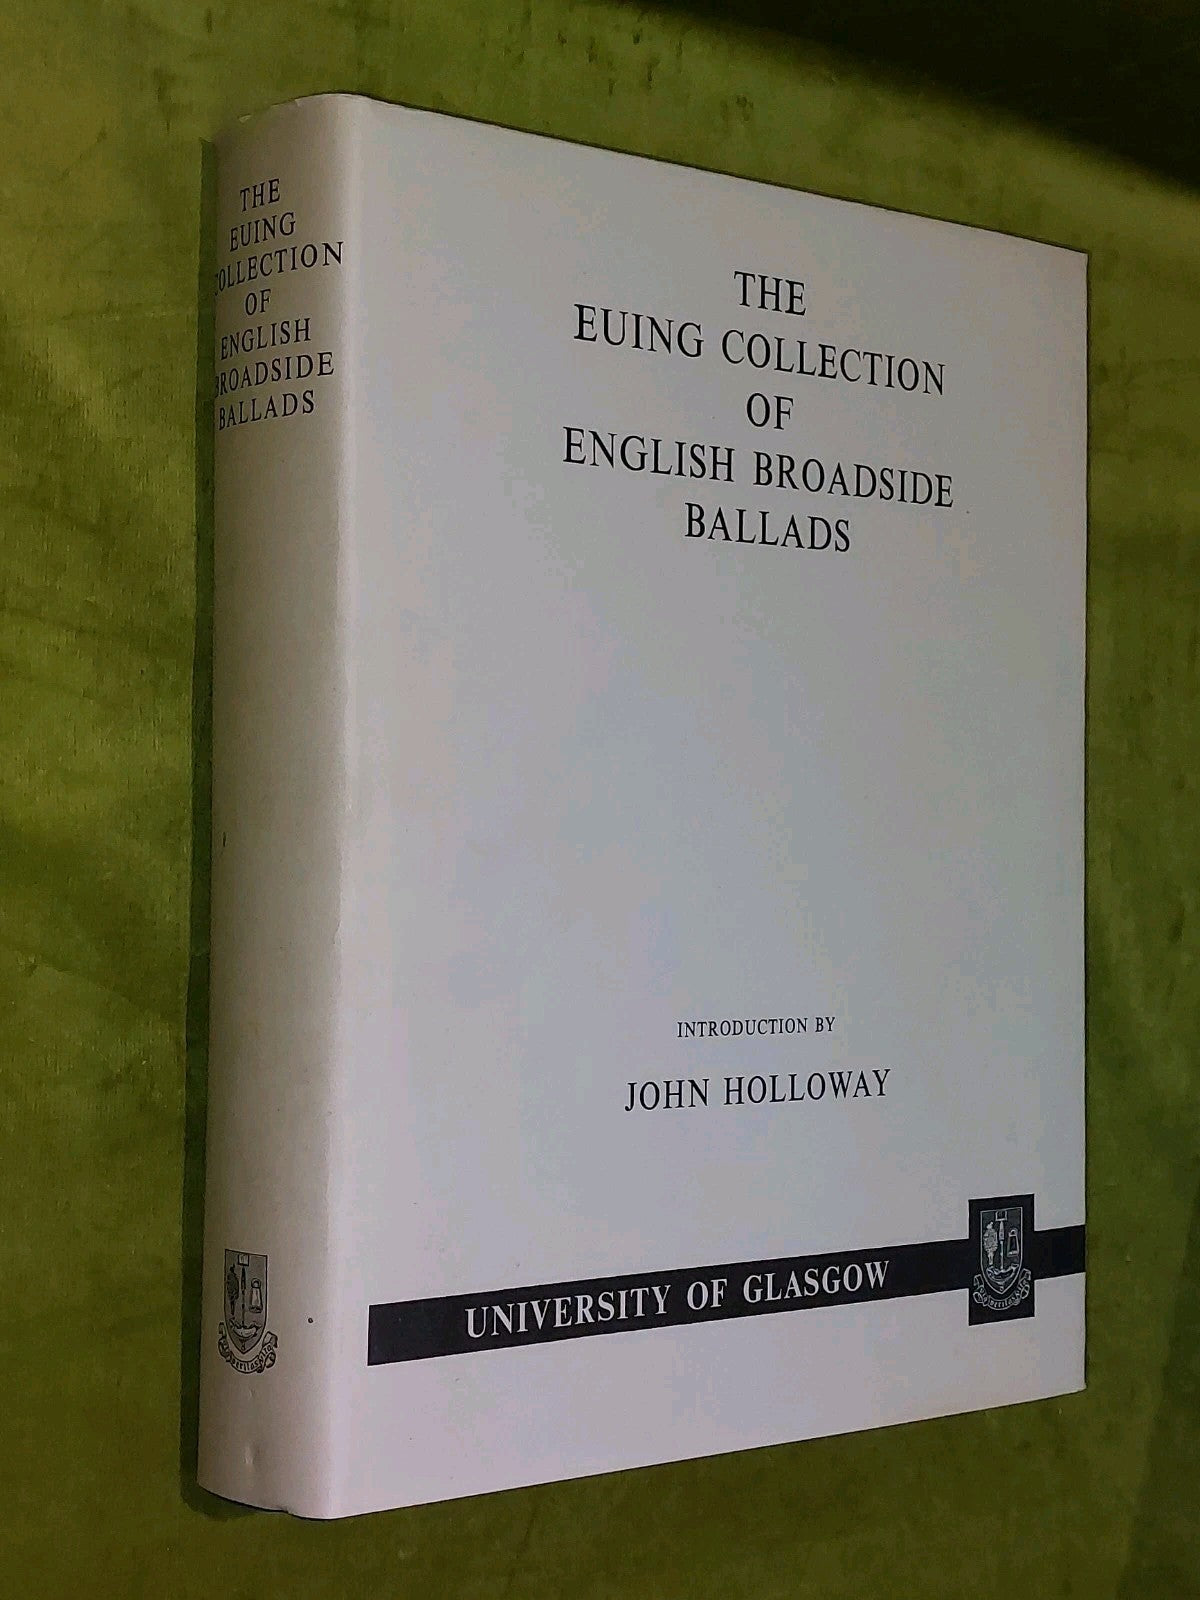 THE
EUING
COLLECTION
OF
ENGLISH
BROADSIDE
BALLADS
THE
EUING COLLECTION
OF
ENGLISH BROADSIDE
BALLADS
INTRODUCTION BY
JOHN HOLLOWAY
UNIVERSITY OF GLASGOW